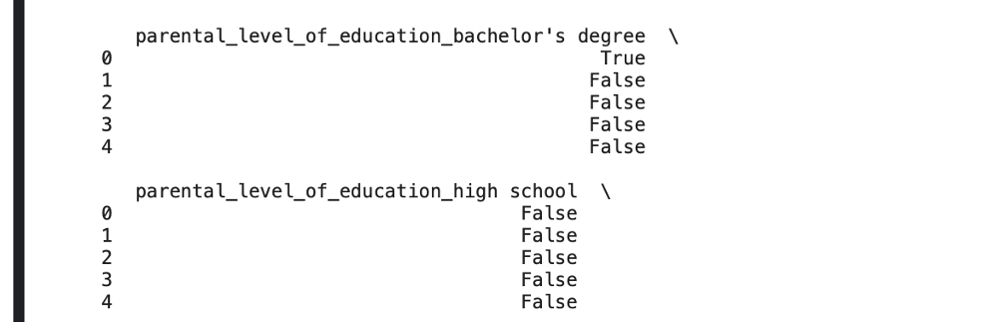 parental_level_of_education_bachelor's degree \
0 True
1 False
2 False
3 False
4 False
parental_level_of_education_high school \
0 False
1 False
2 False
3 False
4 False